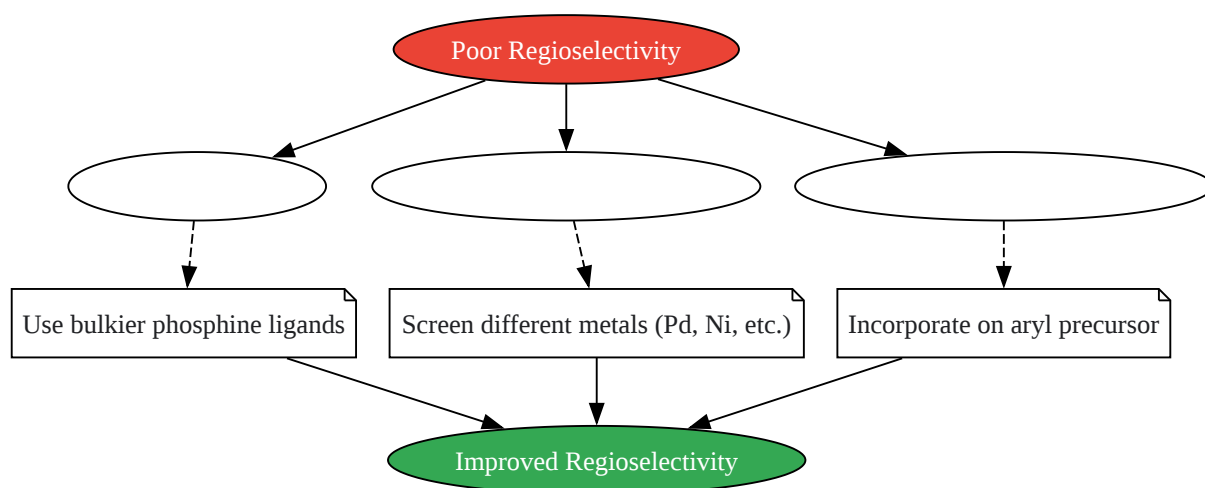 Poor Regioselectivity
Use bulkier phosphine ligands
Screen different metals (Pd, Ni, etc.)
Incorporate on aryl precursor
Improved Regioselectivity